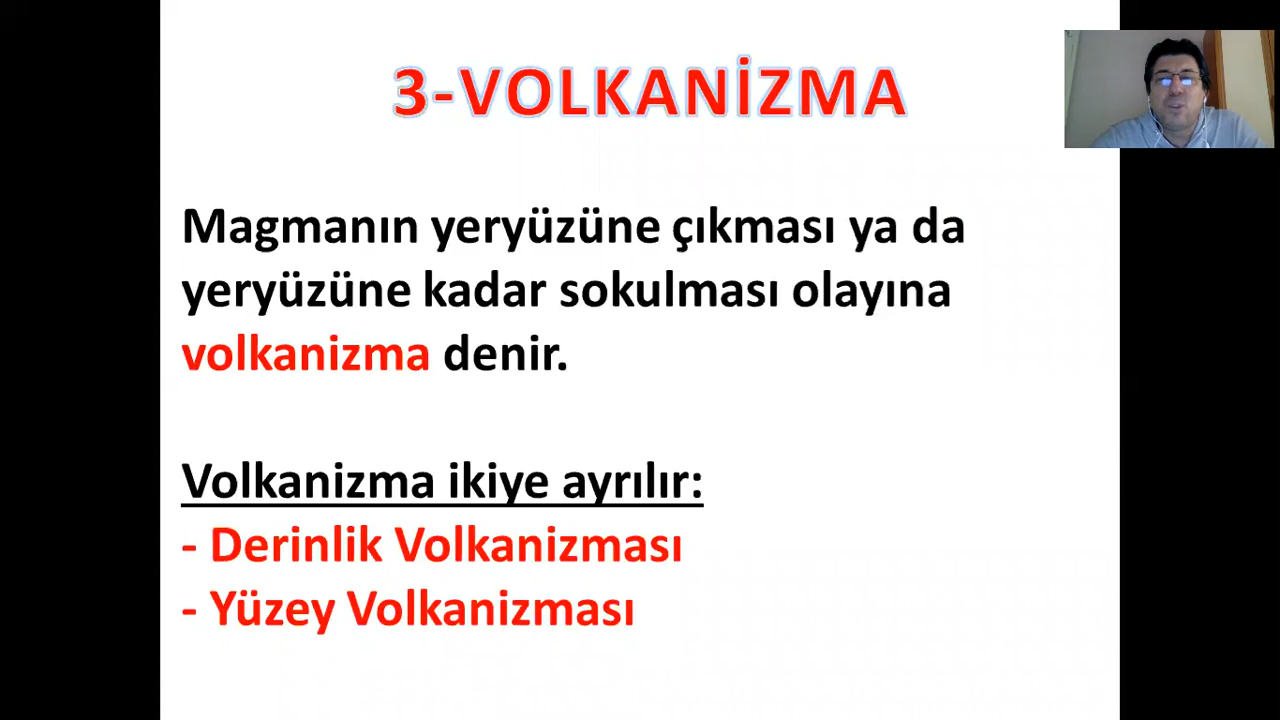 3-VOLKANİZMA
Magmanın yeryüzüne çıkması ya da
yeryüzüne kadar sokulması olayına
volkanizma denir.
Volkanizma ikiye ayrılır:
- Derinlik Volkanizması
- Yüzey Volkanizması